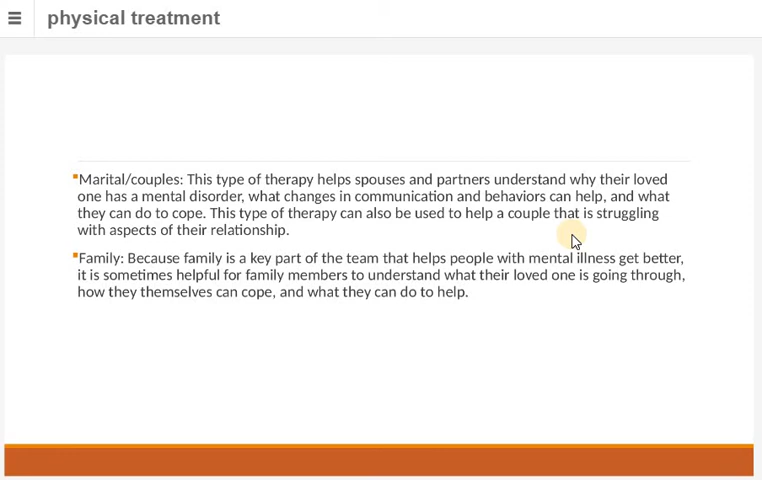 physical treatment
Marital/couples: This type of therapy helps spouses and partners understand why their loved
one has a mental disorder, what changes in communication and behaviors can help, and what
they can do to cope. This type of therapy can also be used to help a couple that is struggling
with aspects of their relationship.
Family: Because family is a key part of the team that helps people with mental illness get better,
it is sometimes helpful for family members to understand what their loved one is going through,
how they themselves can cope, and what they can do to help.